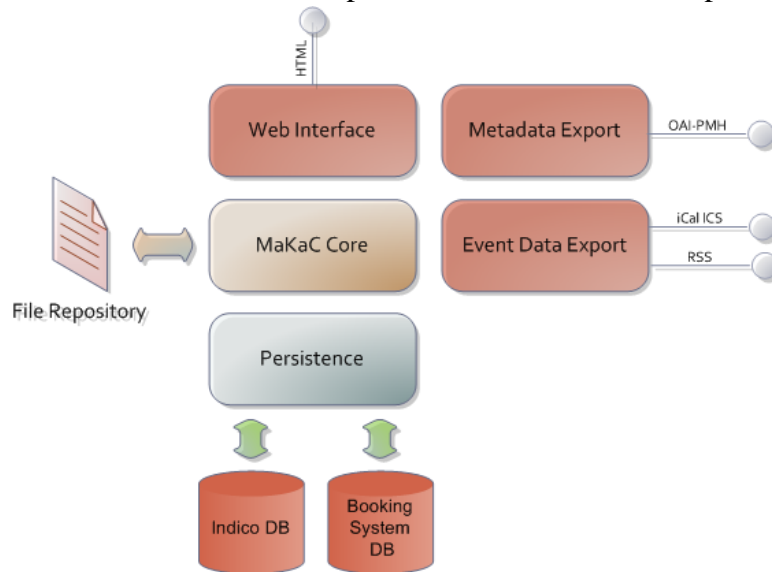 HTML
Web Interface
Metadata Export
OAI-PMH
MaKaC Core
Event Data Export
iCal ICS
RSS
File Repository
Persistence
Indico DB
Booking
System
DB